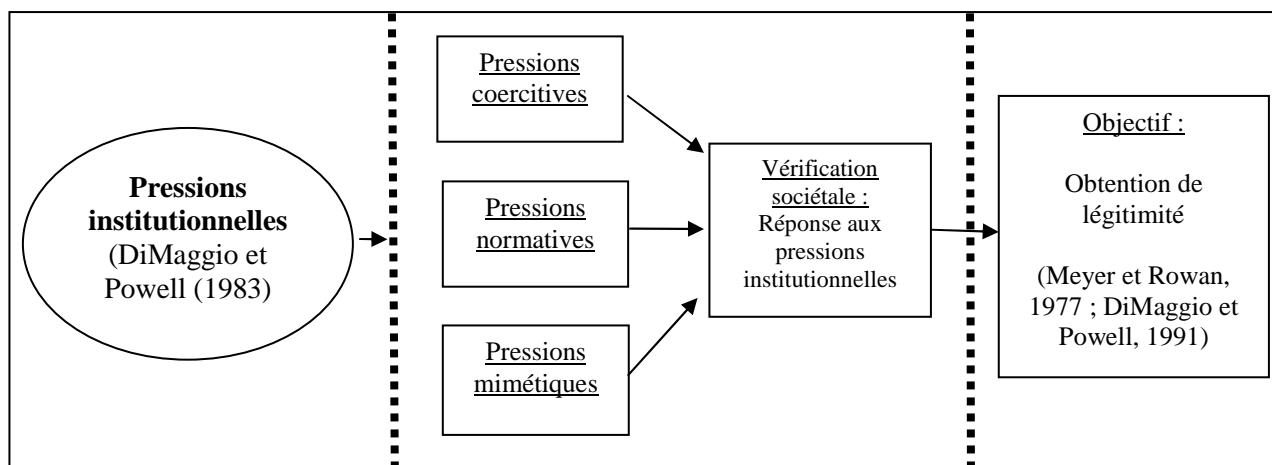 Pressions
institutionnelles
(DiMaggio et
Powell (1983)
Pressions
coercitives
Pressions
normatives
Pressions
mimétiques
Vérification
sociétale :
Réponse aux
pressions
institutionnelles
Objectif :
Obtention de
légitimité
(Meyer et Rowan,
1977 ; DiMaggio et
Powell, 1991)